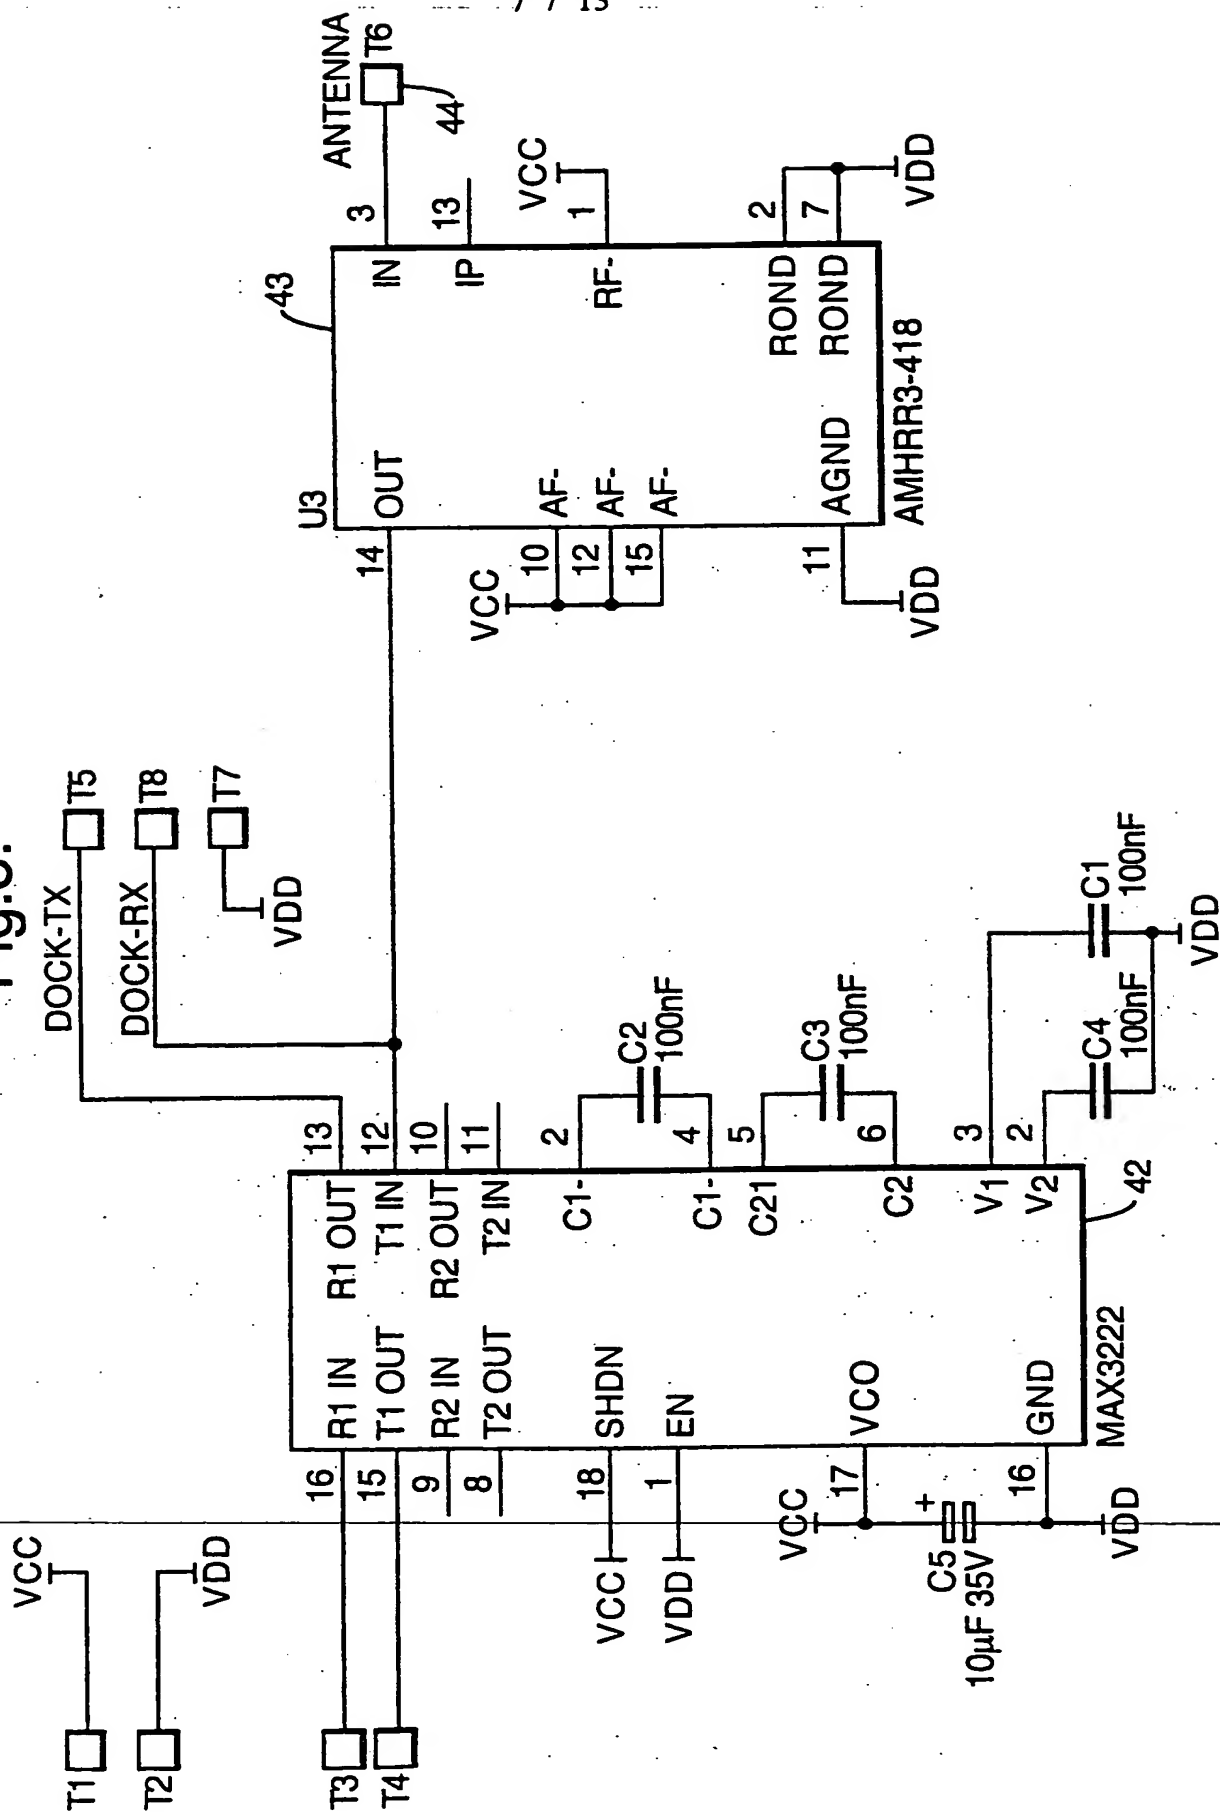 7 / 13
Fig.8.
VCC
T1
VDD
T2
T3
T4
DOCK-TX
T5
DOCK-RX
T8
T7
VDD
ANTENNA
T6
44
43
16
R1 IN
R1 OUT
13
15
T1 OUT
T1 IN
12
9
R2 IN
R2 OUT
10
8
T2 OUT
T2 IN
11
VCC
18
SHDN
VDD
1
EN
C1-
2
C2
100nF
C1-
4
C21
5
C3
100nF
C2
6
VCC
17
VCO
V1
3
C1
100nF
V2
2
C4
100nF
VDD
C5
+
10µF 35V
16
GND
VDD
MAX3222
42
U3
14
OUT
IN
3
IP
13
VCC
10
AF-
12
AF-
15
AF-
RF-
1
VCC
11
AGND
VDD
ROND
2
ROND
7
VDD
AMHRR3-418